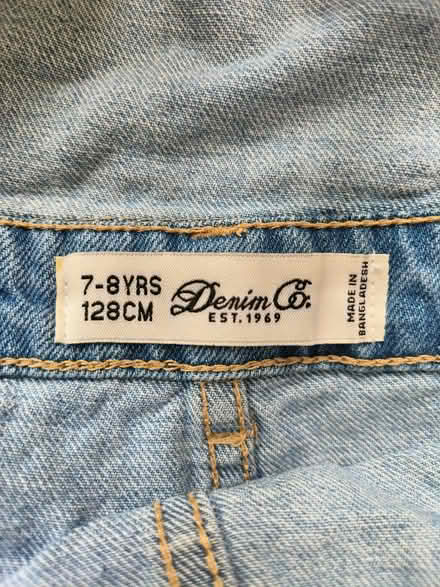 7-8YRS
128CM
Denim Co.
EST. 1969
MADE IN
BANGLADESH